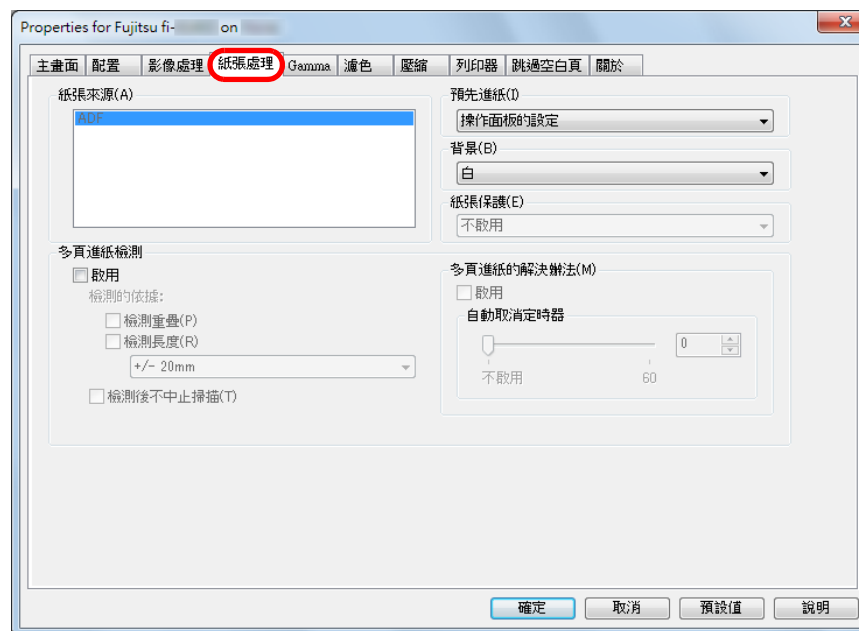 Properties for Fujitsu fi- on
主畫面 配置 影像處理 紙張處理 Gamma 濾色 壓縮 列印器 跳過空白頁 關於
紙張來源(A)
ADF
預先進紙(I)
操作面板的設定
背景(B)
白
紙張保護(E)
不啟用
多頁進紙檢測
啟用
檢測的依據:
檢測重疊(P)
檢測長度(R)
+/- 20mm
檢測後不中止掃描(T)
多頁進紙的解決辦法(M)
啟用
自動取消定時器
0
不啟用 60
確定 取消 預設值 說明